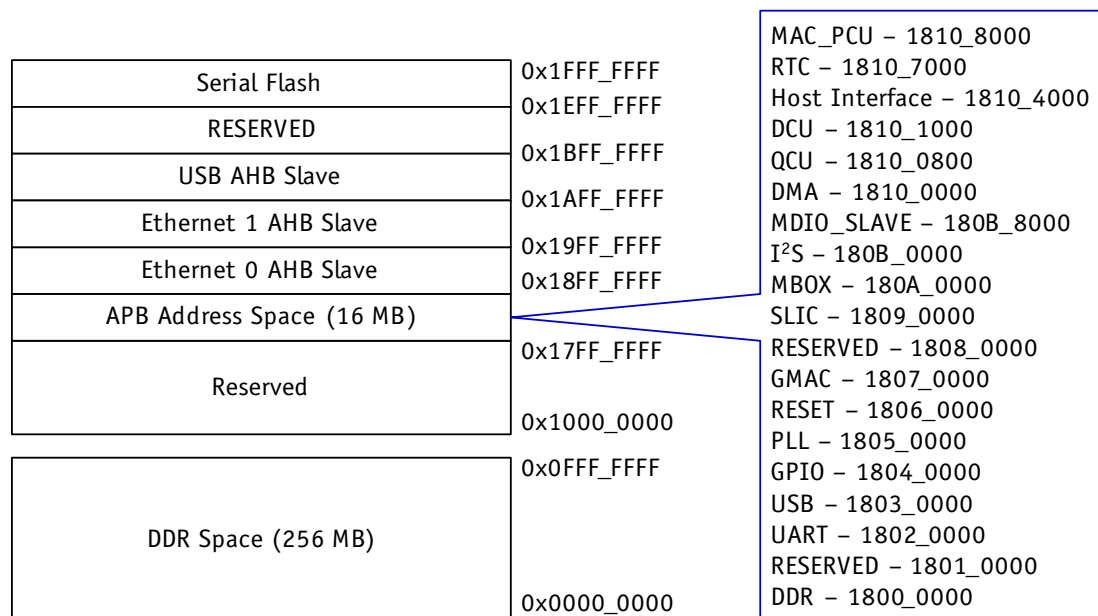 Serial Flash
0x1FFF_FFFF
0x1EFF_FFFF
RESERVED
0x1BFF_FFFF
USB AHB Slave
0x1AFF_FFFF
Ethernet 1 AHB Slave
0x19FF_FFFF
Ethernet 0 AHB Slave
0x18FF_FFFF
APB Address Space (16 MB)
0x17FF_FFFF
Reserved
0x1000_0000
0x0FFF_FFFF
DDR Space (256 MB)
0x0000_0000
MAC_PCU – 1810_8000
RTC – 1810_7000
Host Interface – 1810_4000
DCU – 1810_1000
QCU – 1810_0800
DMA – 1810_0000
MDIO_SLAVE – 180B_8000
I²S – 180B_0000
MBOX – 180A_0000
SLIC – 1809_0000
RESERVED – 1808_0000
GMAC – 1807_0000
RESET – 1806_0000
PLL – 1805_0000
GPIO – 1804_0000
USB – 1803_0000
UART – 1802_0000
RESERVED – 1801_0000
DDR – 1800_0000